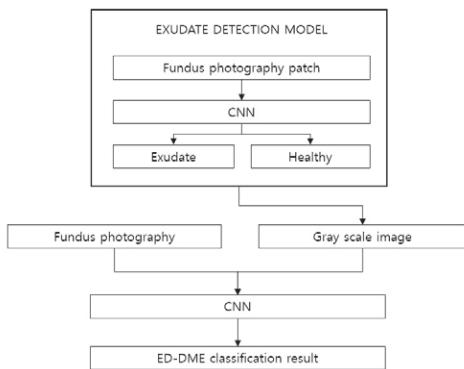 EXUDATE DETECTION MODEL
Fundus photography patch
CNN
Exudate
Healthy
Fundus photography
Gray scale image
CNN
ED-DME classification result